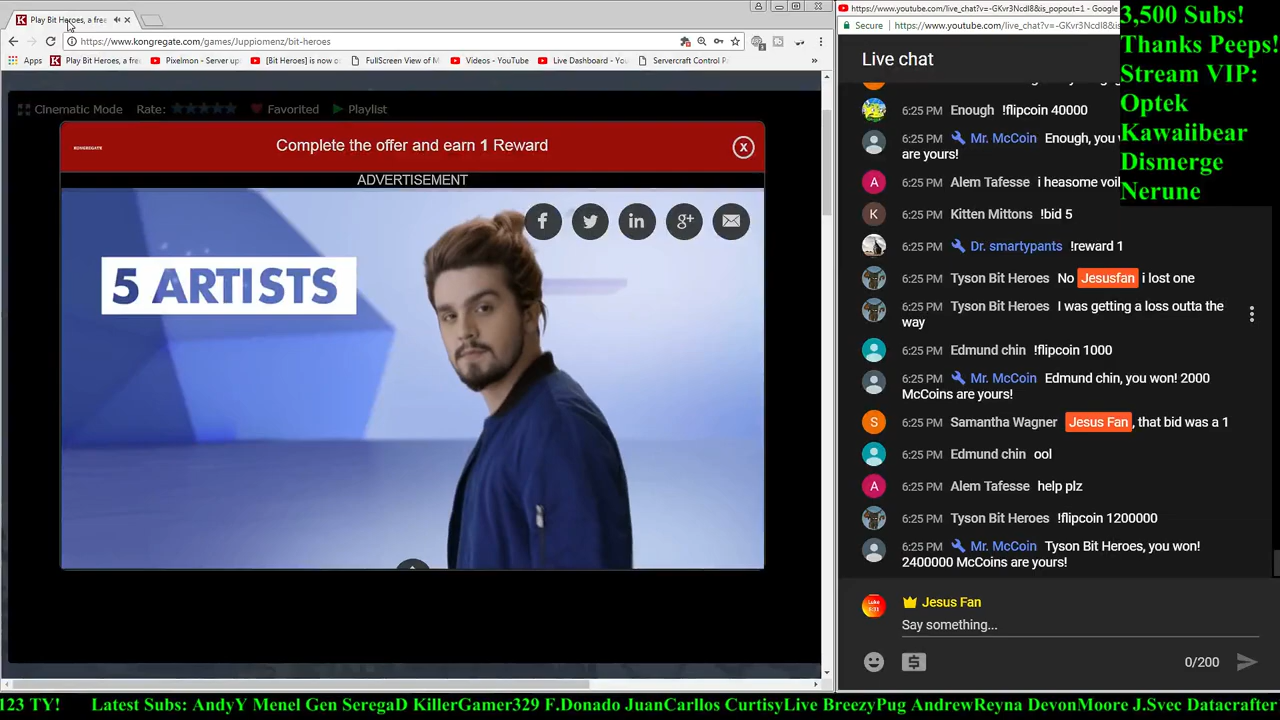 Play Bit Heroes, a free
https://www.youtube.com/live_chat?v=-GKvr3NcdI8&is_popout=1 - Google
https://www.kongregate.com/games/Juppiomenz/bit-heroes
Secure
https://www.youtube.com/live_chat?v=-GKvr3NcdI8
Apps
Play Bit Heroes, a fre
Pixelmon - Server up
[Bit Heroes] is now o
FullScreen View of M
Videos - YouTube
Live Dashboard - You
Servercraft Control P
Cinematic Mode
Rate:
Favorited
Playlist
KONGREGATE
Complete the offer and earn 1 Reward
X
ADVERTISEMENT
5 ARTISTS
Live chat
6:25 PM Enough !flipcoin 40000
6:25 PM Mr. McCoin Enough, you
are yours!
6:25 PM Alem Tafesse i heasome voil
6:25 PM Kitten Mittons !bid 5
6:25 PM Dr. smartypants !reward 1
6:25 PM Tyson Bit Heroes No Jesusfan i lost one
6:25 PM Tyson Bit Heroes I was getting a loss outta the
way
6:25 PM Edmund chin !flipcoin 1000
6:25 PM Mr. McCoin Edmund chin, you won! 2000
McCoins are yours!
6:25 PM Samantha Wagner Jesus Fan, that bid was a 1
6:25 PM Edmund chin ool
6:25 PM Alem Tafesse help plz
6:25 PM Tyson Bit Heroes !flipcoin 1200000
6:25 PM Mr. McCoin Tyson Bit Heroes, you won!
2400000 McCoins are yours!
Jesus Fan
Say something...
0/200
3,500 Subs!
Thanks Peeps!
Stream VIP:
Optek
Kawaiibear
Dismerge
Nerune
123 TY! Latest Subs: AndyY Menel Gen SeregaD KillerGamer329 F.Donado JuanCarllos CurtisyLive BreezyPug AndrewReyna DevonMoore J.Svec Datacrafter